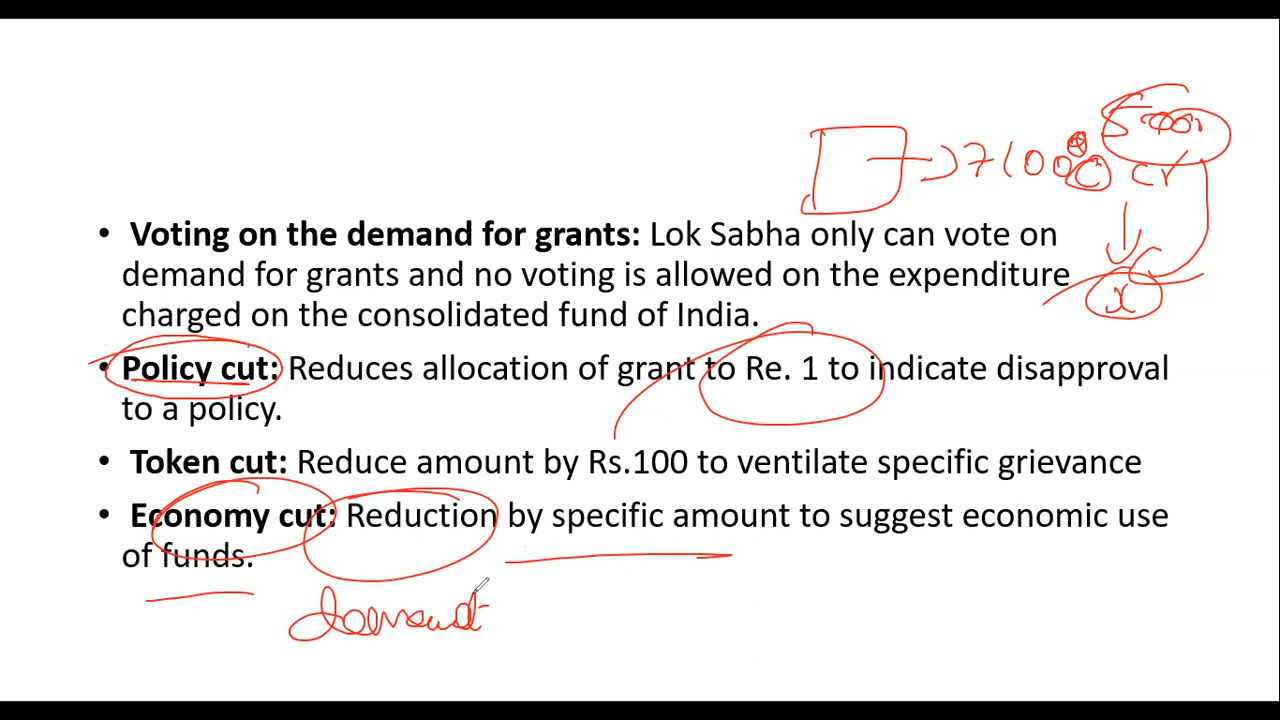 5000
71000 cr
• Voting on the demand for grants: Lok Sabha only can vote on
demand for grants and no voting is allowed on the expenditure
charged on the consolidated fund of India.
x
• Policy cut: Reduces allocation of grant to Re. 1 to indicate disapproval
to a policy.
• Token cut: Reduce amount by Rs.100 to ventilate specific grievance
• Economy cut: Reduction by specific amount to suggest economic use
of funds.